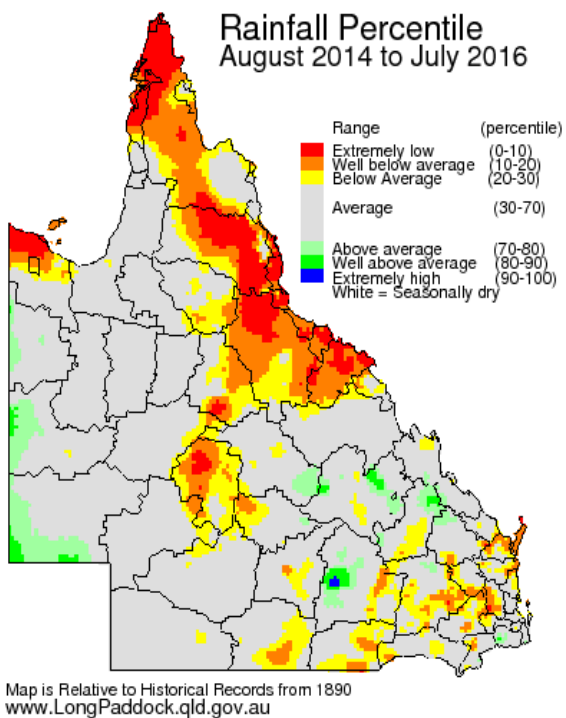 Rainfall Percentile
August 2014 to July 2016
Range (percentile)
Extremely low (0-10)
Well below average (10-20)
Below Average (20-30)
Average (30-70)
Above average (70-80)
Well above average (80-90)
Extremely high (90-100)
White = Seasonally dry
Map is Relative to Historical Records from 1890
www.LongPaddock.qld.gov.au